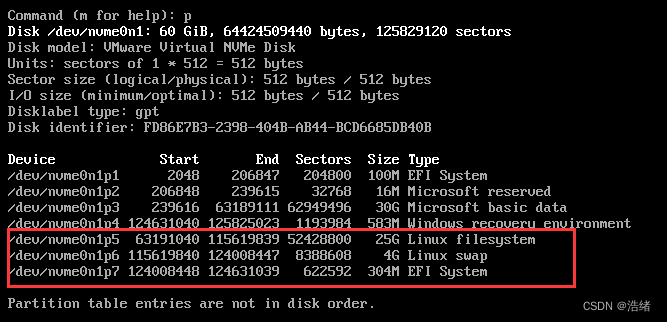 Command (m for help): p
Disk /dev/nvme0n1: 60 GiB, 64424509440 bytes, 125829120 sectors
Disk model: VMware Virtual NVMe Disk
Units: sectors of 1 * 512 = 512 bytes
Sector size (logical/physical): 512 bytes / 512 bytes
I/O size (minimum/optimal): 512 bytes / 512 bytes
Disklabel type: gpt
Disk identifier: FD86E7B3-2398-404B-AB44-BCD6685DB40B
Device Start End Sectors Size Type
/dev/nvme0n1p1 2048 206847 204800 100M EFI System
/dev/nvme0n1p2 206848 239615 32768 16M Microsoft reserved
/dev/nvme0n1p3 239616 63189111 62949496 30G Microsoft basic data
/dev/nvme0n1p4 124631040 125825023 1193984 583M Windows recovery environment
/dev/nvme0n1p5 63191040 115619839 52428800 25G Linux filesystem
/dev/nvme0n1p6 115619840 124008447 8388608 4G Linux swap
/dev/nvme0n1p7 124008448 124631039 622592 304M EFI System
Partition table entries are not in disk order.
CSDN @浩绪